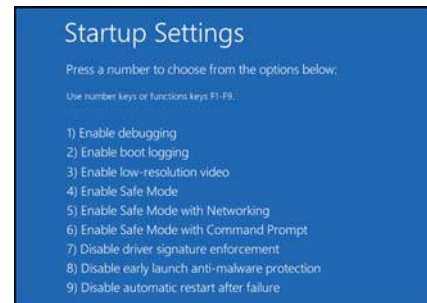 Startup Settings
Press a number to choose from the options below:
Use number keys or functions keys F1-F9.
1) Enable debugging
2) Enable boot logging
3) Enable low-resolution video
4) Enable Safe Mode
5) Enable Safe Mode with Networking
6) Enable Safe Mode with Command Prompt
7) Disable driver signature enforcement
8) Disable early launch anti-malware protection
9) Disable automatic restart after failure